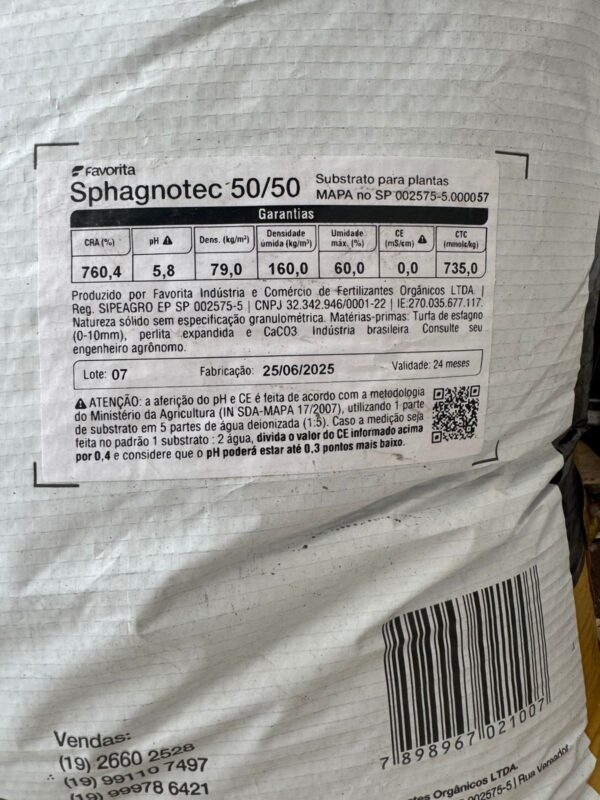 Favorita
Sphagnotec 50/50
Substrato para plantas
MAPA no SP 002575-5.000057
Garantias
CRA (%) pH Dens. (kg/m³) Densidade úmida (kg/m³) Umidade máx. (%) CE (mS/cm) CTC (mmolc/kg)
760,4 5,8 79,0 160,0 60,0 0,0 735,0
Produzido por Favorita Indústria e Comércio de Fertilizantes Orgânicos LTDA |
Reg. SIPEAGRO EP SP 002575-5 | CNPJ 32.342.946/0001-22 | IE:270.035.677.117.
Natureza sólido sem especificação granulométrica. Matérias-primas: Turfa de esfagno
(0-10mm), perlita expandida e CaCO3 Indústria brasileira Consulte seu
engenheiro agrônomo.
Lote: 07 Fabricação: 25/06/2025 Validade: 24 meses
ATENÇÃO: a aferição do pH e CE é feita de acordo com a metodologia
do Ministério da Agricultura (IN SDA-MAPA 17/2007), utilizando 1 parte
de substrato em 5 partes de água deionizada (1:5). Caso a medição seja
feita no padrão 1 substrato : 2 água, divida o valor do CE informado acima
por 0,4 e considere que o pH poderá estar até 0,3 pontos mais baixo.
7 898967 021007
Vendas:
(19) 2660 2528
(19) 99110 7497
(19) 99978 6421
Orgânicos LTDA.
002575-5 | Rua Vereador